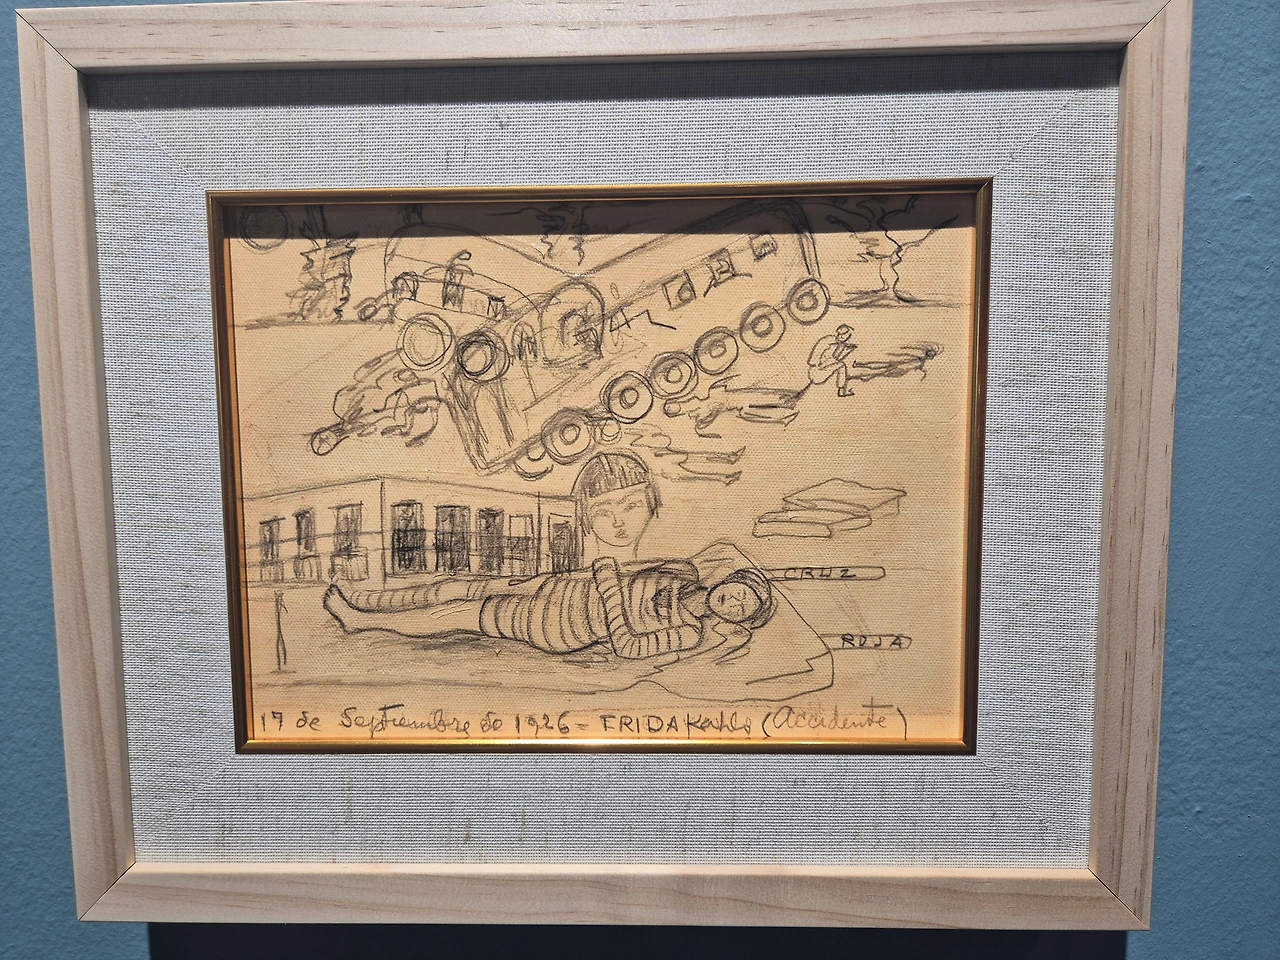 CRUZ
ROJA
17 de Septiembre de 1926 = FRIDA Kahlo (Accidente)